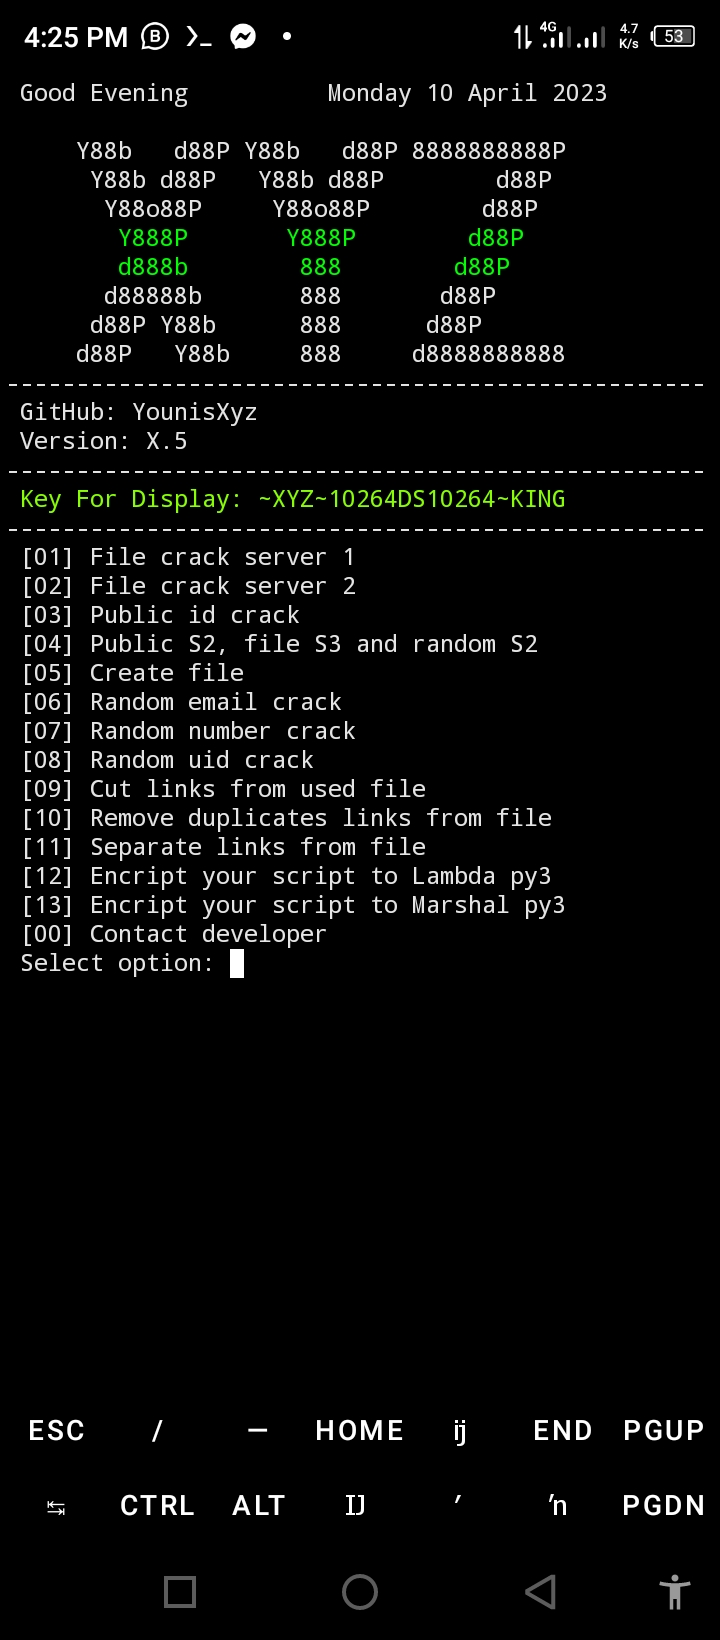 4:25 PM 4G 4.7 K/s 53
Good Evening          Monday 10 April 2023
Y88b   d88P Y88b   d88P 8888888888P
Y88b d88P   Y88b d88P        d88P
Y88o88P     Y88o88P        d88P
Y888P       Y888P        d88P
d888b        888        d88P
d88888b       888       d88P
d88P Y88b      888      d88P
d88P   Y88b     888     d8888888888
GitHub: YounisXyz
Version: X.5
Key For Display: ~XYZ~10264DS10264~KING
[01] File crack server 1
[02] File crack server 2
[03] Public id crack
[04] Public S2, file S3 and random S2
[05] Create file
[06] Random email crack
[07] Random number crack
[08] Random uid crack
[09] Cut links from used file
[10] Remove duplicates links from file
[11] Separate links from file
[12] Encript your script to Lambda py3
[13] Encript your script to Marshal py3
[00] Contact developer
Select option:
ESC / — HOME ĳ END PGUP
↹ CTRL ALT Ĳ ʹ ŉ PGDN